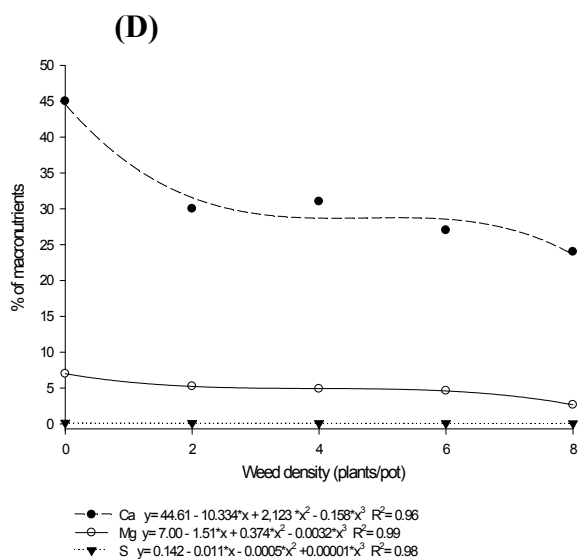 (D)
50
45
40
35
30
25
20
15
10
5
0
% of macronutrients
0 2 4 6 8
Weed density (plants/pot)
Ca y= 44.61 - 10.334*x + 2,123 *x² - 0.158*x³ R²= 0.96
Mg y= 7.00 - 1.51*x + 0.374*x² - 0.0032*x³ R²= 0.99
S y= 0.142 - 0.011*x - 0.0005*x² +0.00001*x³ R²= 0.98